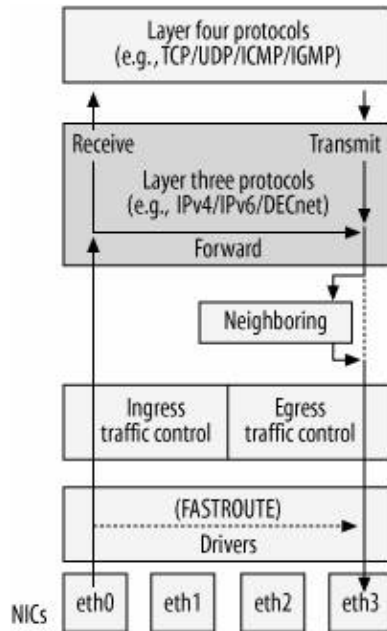 Layer four protocols
(e.g., TCP/UDP/ICMP/IGMP)
Receive
Transmit
Layer three protocols
(e.g., IPv4/IPv6/DECnet)
Forward
Neighboring
Ingress
traffic control
Egress
traffic control
(FASTROUTE)
Drivers
NICs
eth0
eth1
eth2
eth3